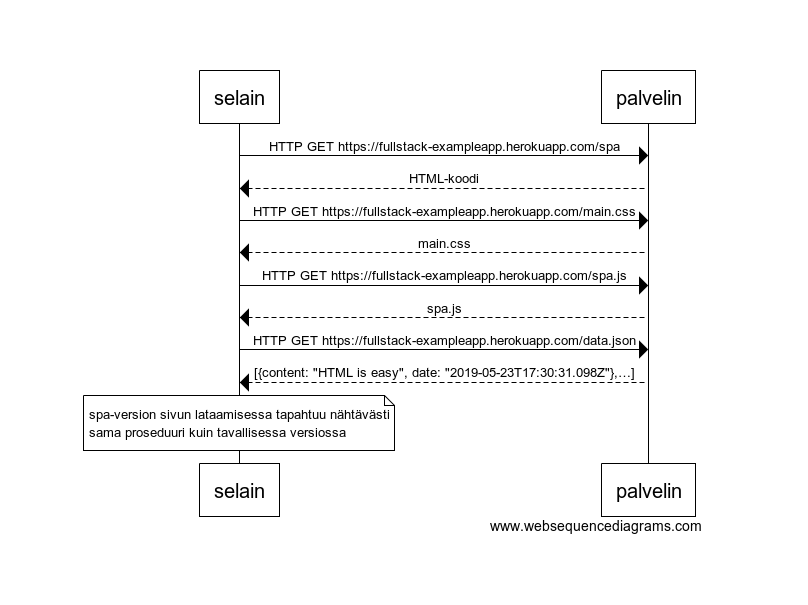 selain
palvelin
HTTP GET https://fullstack-exampleapp.herokuapp.com/spa
HTML-koodi
HTTP GET https://fullstack-exampleapp.herokuapp.com/main.css
main.css
HTTP GET https://fullstack-exampleapp.herokuapp.com/spa.js
spa.js
HTTP GET https://fullstack-exampleapp.herokuapp.com/data.json
[{content: "HTML is easy", date: "2019-05-23T17:30:31.098Z"},...]
spa-version sivun lataamisessa tapahtuu nähtävästi
sama proseduuri kuin tavallisessa versiossa
selain
palvelin
www.websequencediagrams.com